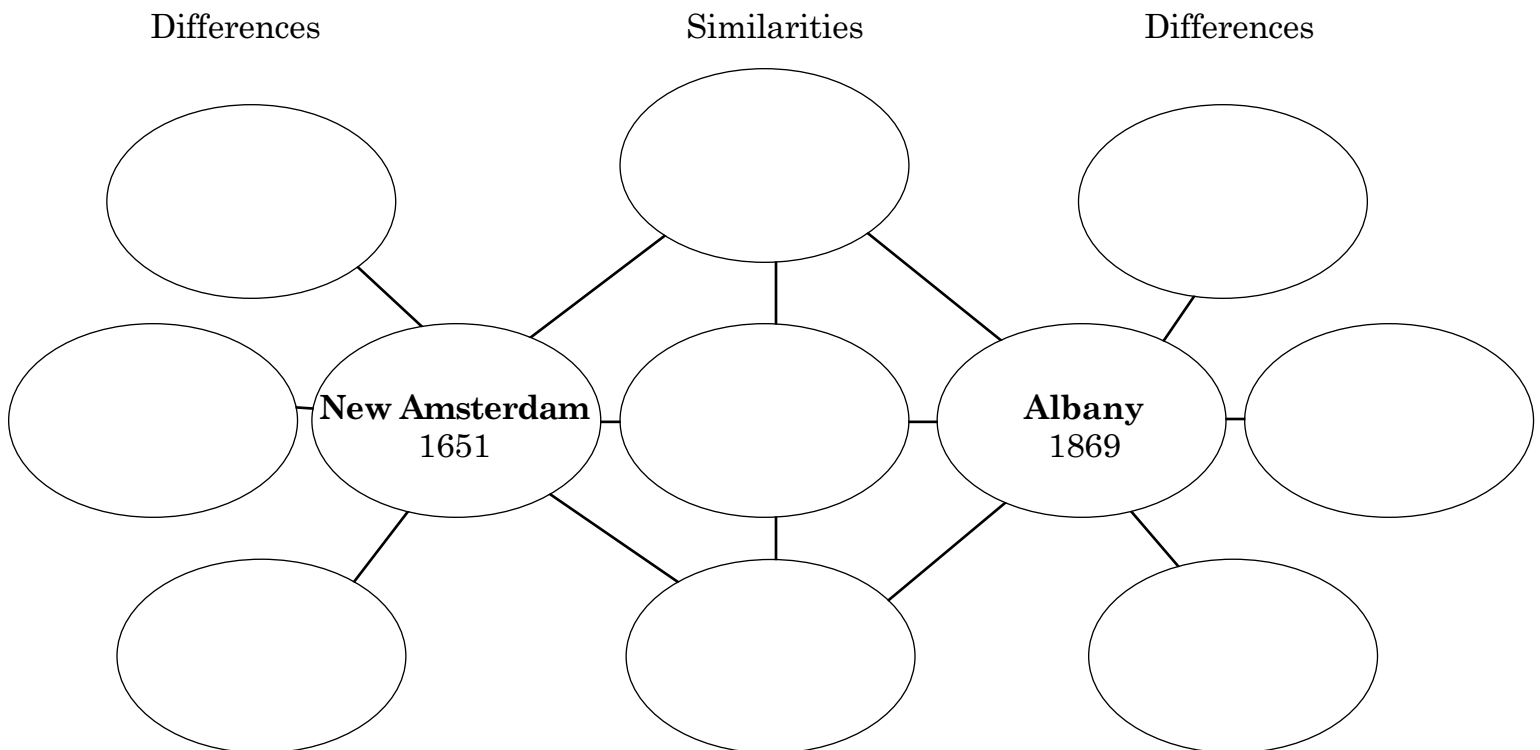 Differences
Similarities
Differences
New Amsterdam
1651
Albany
1869